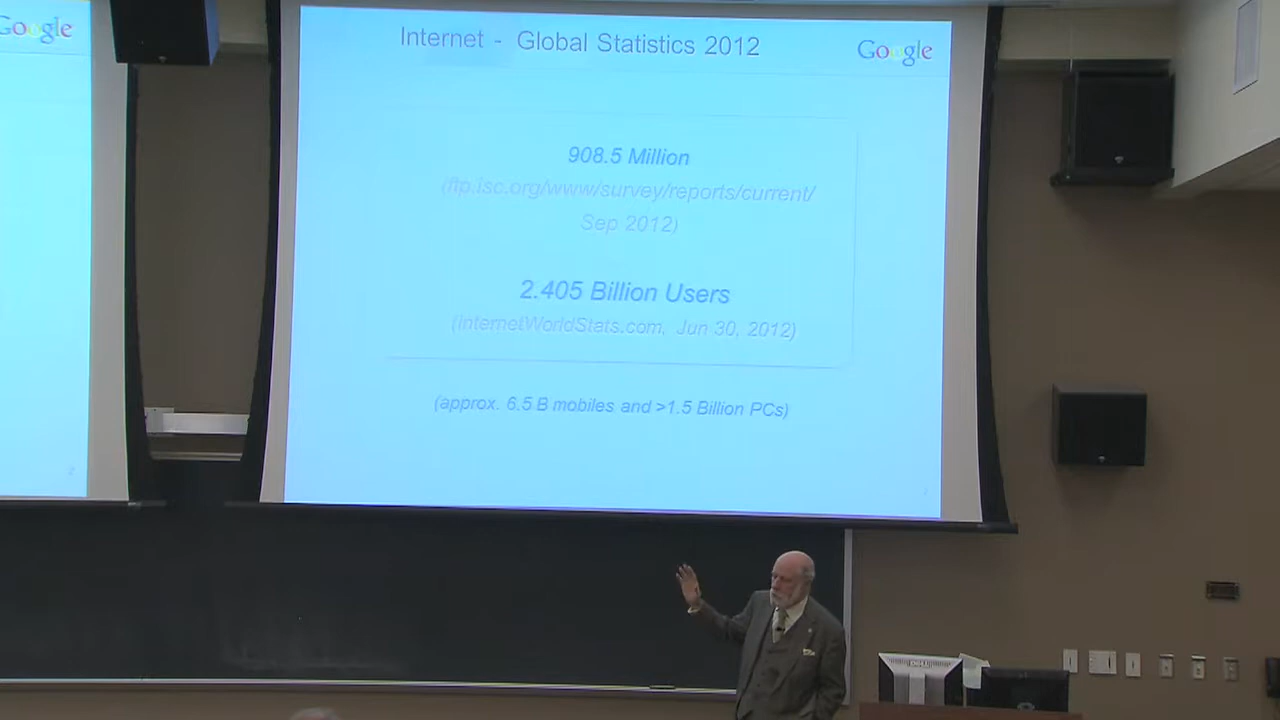 Google
Internet - Global Statistics 2012
Google
908.5 Million
(ftp.isc.org/www/survey/reports/current/
Sep 2012)
2.405 Billion Users
(InternetWorldStats.com, Jun 30, 2012)
(approx. 6.5 B mobiles and >1.5 Billion PCs)